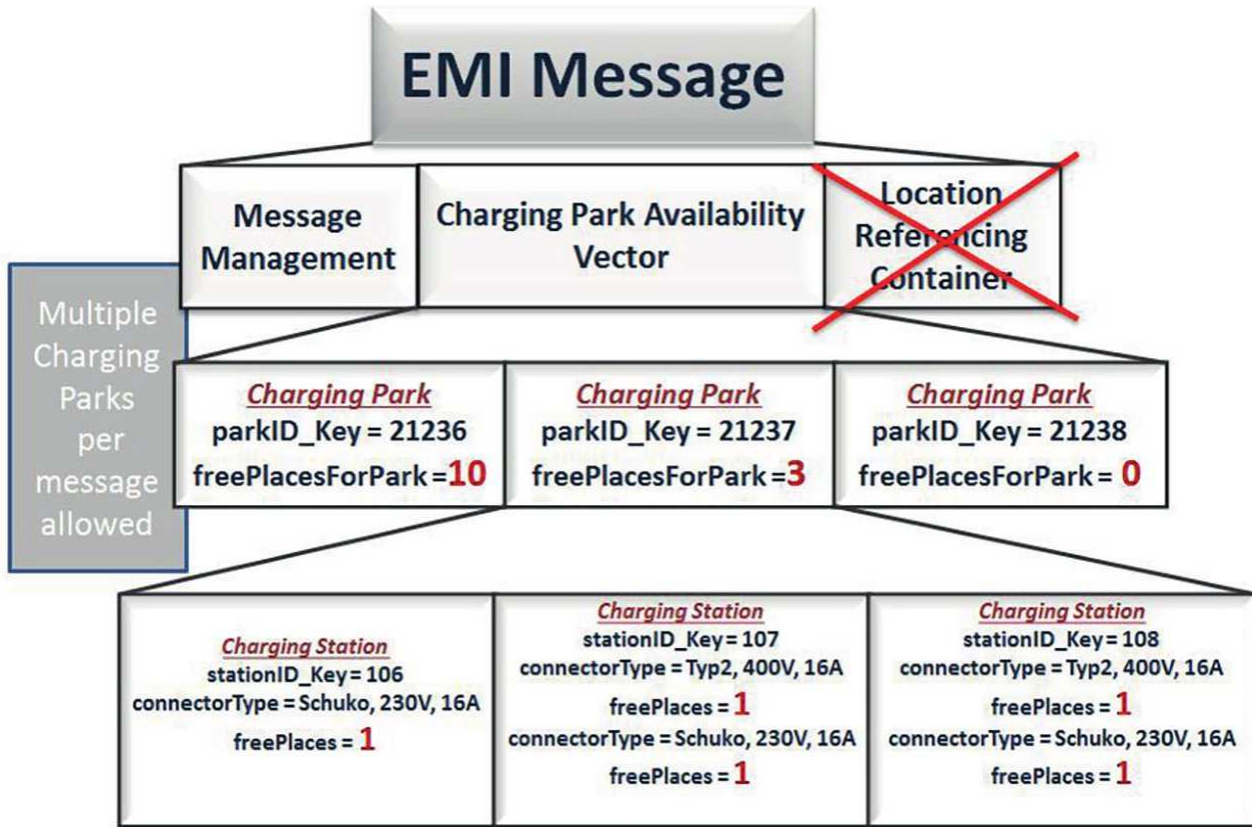 EMI Message
Message
Management
Charging Park Availability
Vector
Location
Referencing
Container
Multiple
Charging
Parks
per
message
allowed
Charging Park
parkID_Key = 21236
freePlacesForPark =10
Charging Park
parkID_Key = 21237
freePlacesForPark =3
Charging Park
parkID_Key = 21238
freePlacesForPark = 0
Charging Station
stationID_Key = 106
connectorType = Schuko, 230V, 16A
freePlaces = 1
Charging Station
stationID_Key = 107
connectorType = Typ2, 400V, 16A
freePlaces = 1
connectorType = Schuko, 230V, 16A
freePlaces = 1
Charging Station
stationID_Key = 108
connectorType = Typ2, 400V, 16A
freePlaces = 1
connectorType = Schuko, 230V, 16A
freePlaces = 1